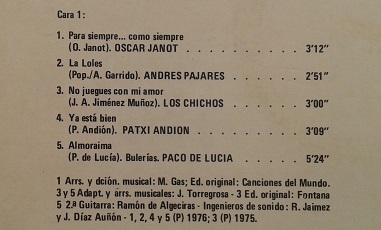 Cara 1:
1. Para siempre... como siempre
(O. Janot). OSCAR JANOT . . . . . . . . . . 3'12"
2. La Loles
(Pop./A. Garrido). ANDRES PAJARES . . . . . . 2'51"
3. No juegues con mi amor
(J. A. Jiménez Muñoz). LOS CHICHOS . . . . . 3'00"
4. Ya está bien
(P. Andión). PATXI ANDION . . . . . . . . . 3'09"
5. Almoraima
(P. de Lucía). Bulerías. PACO DE LUCIA . . . . . 5'24"
1 Arrs. y dción. musical: M. Gas; Ed. original: Canciones del Mundo.
3 y 5 Adapt. y árrs. musicales: J. Torregrosa - 3 Ed. original: Fontana
5 2.ª Guitarra: Ramón de Algeciras - Ingenieros de sonido: R. Jaimez
y J. Díaz Auñón - 1, 2, 4 y 5 (P) 1976; 3 (P) 1975.